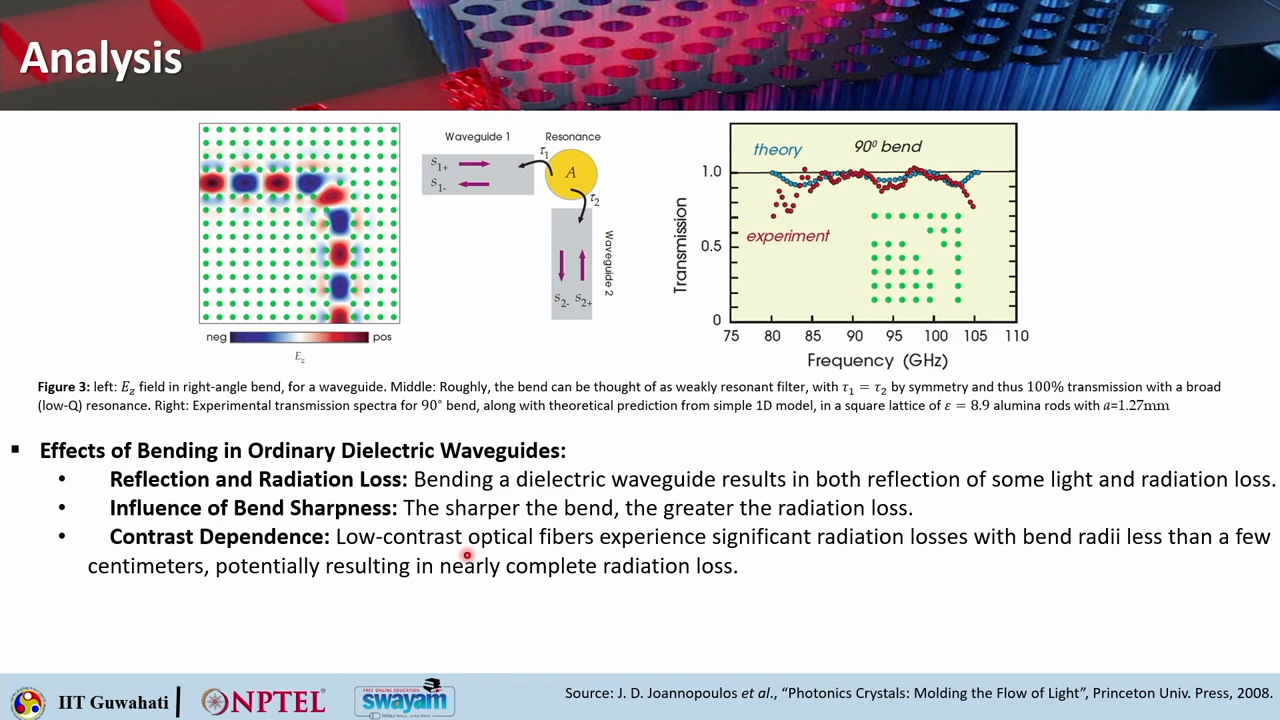 Analysis
neg
pos
E_z
Waveguide 1
Resonance
S1+
S1-
τ1
A
τ2
Waveguide 2
S2-
S2+
theory
90⁰ bend
experiment
Transmission
1.0
0.5
0
75 80 85 90 95 100 105 110
Frequency (GHz)
Figure 3: left: E_z field in right-angle bend, for a waveguide. Middle: Roughly, the bend can be thought of as weakly resonant filter, with τ1 = τ2 by symmetry and thus 100% transmission with a broad
(low-Q) resonance. Right: Experimental transmission spectra for 90° bend, along with theoretical prediction from simple 1D model, in a square lattice of ε = 8.9 alumina rods with a=1.27mm
▪ Effects of Bending in Ordinary Dielectric Waveguides:
• Reflection and Radiation Loss: Bending a dielectric waveguide results in both reflection of some light and radiation loss.
• Influence of Bend Sharpness: The sharper the bend, the greater the radiation loss.
• Contrast Dependence: Low-contrast optical fibers experience significant radiation losses with bend radii less than a few
centimeters, potentially resulting in nearly complete radiation loss.
IIT Guwahati
NPTEL
FREE ONLINE EDUCATION
swayam
Source: J. D. Joannopoulos et al., “Photonics Crystals: Molding the Flow of Light”, Princeton Univ. Press, 2008.